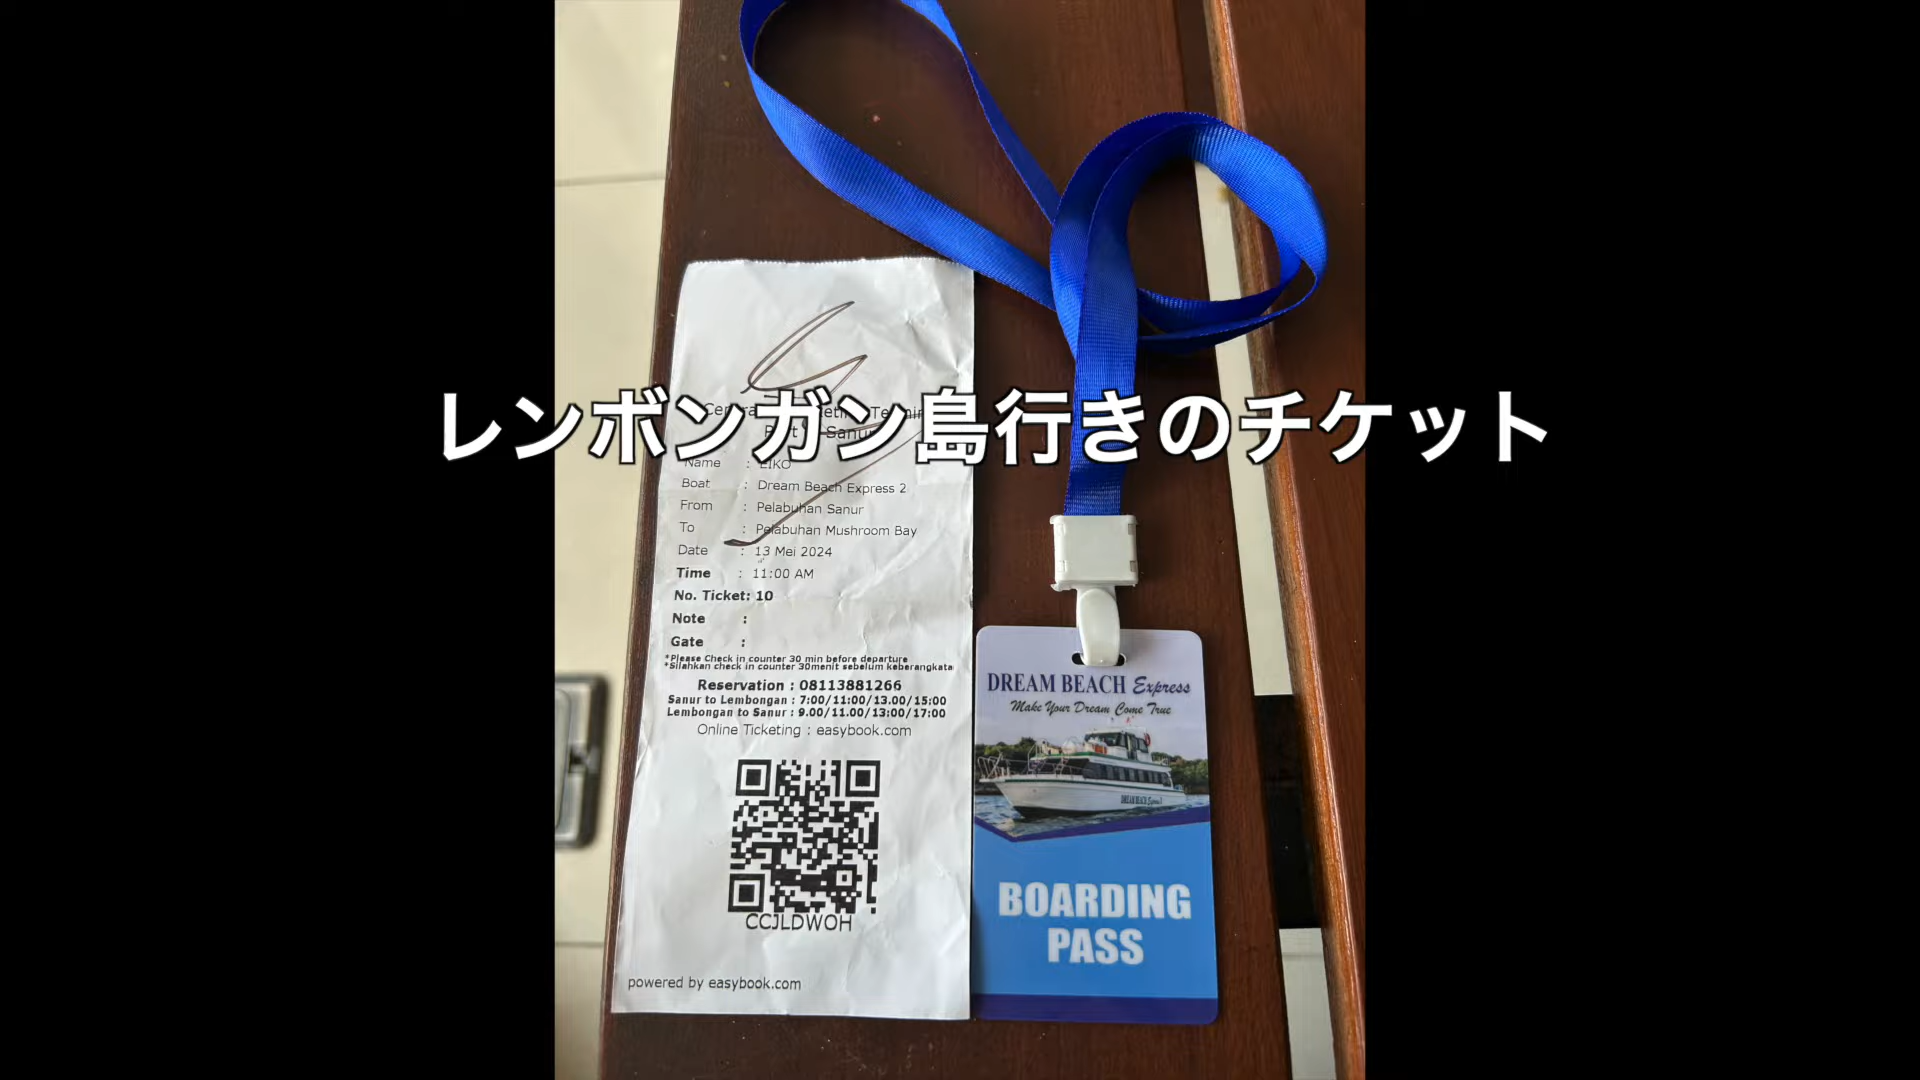 レンボンガン島行きのチケット
Name : EIKO
Boat : Dream Beach Express 2
From : Pelabuhan Sanur
To : Pelabuhan Mushroom Bay
Date : 13 Mei 2024
Time : 11:00 AM
No. Ticket: 10
Note :
Gate :
*Please Check in counter 30 min before departure
*Silahkan check in counter 30menit sebelum keberangkata
Reservation : 08113881266
Sanur to Lembongan : 7:00/11:00/13.00/15:00
Lembongan to Sanur : 9.00/11.00/13:00/17:00
Online Ticketing : easybook.com
CCJLDWOH
powered by easybook.com
DREAM BEACH Express
Make Your Dream Come True
DREAM BEACH Express
BOARDING
PASS